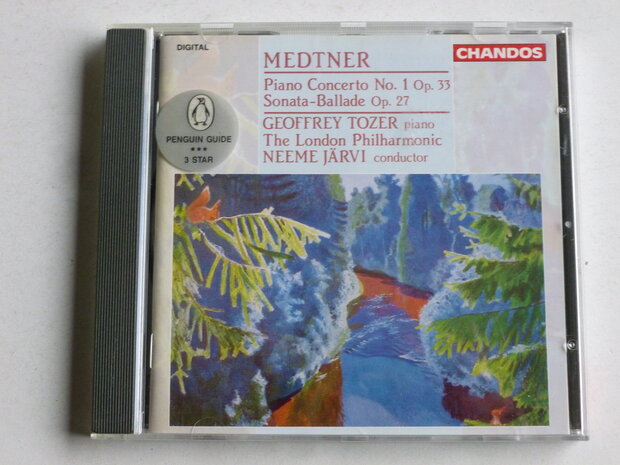 DIGITAL
MEDTNER
CHANDOS
Piano Concerto No. 1 Op. 33
Sonata-Ballade Op. 27
GEOFFREY TOZER piano
The London Philharmonic
NEEME JÄRVI conductor
PENGUIN GUIDE
★★★
3 STAR